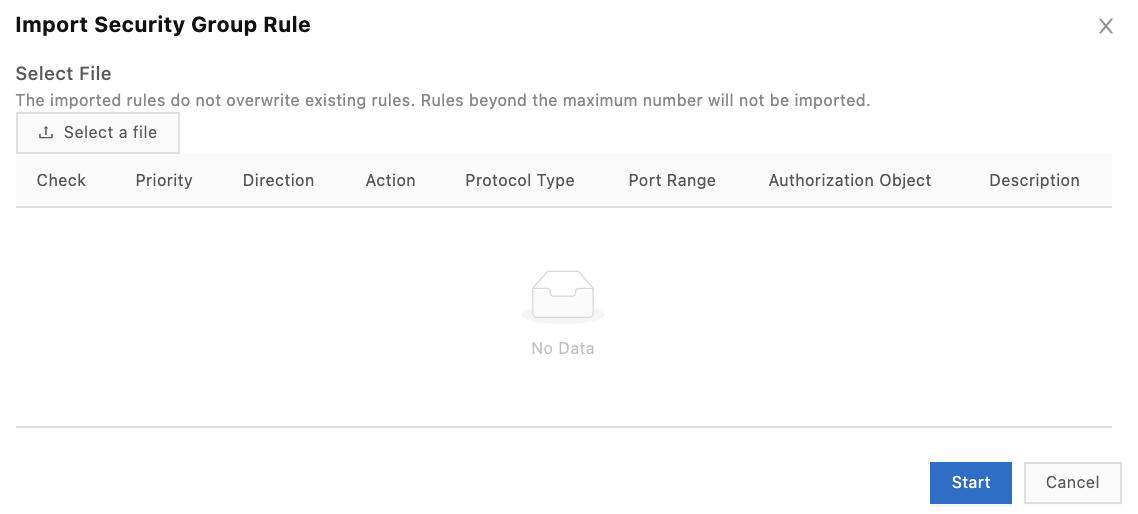 Import Security Group Rule
Select File
The imported rules do not overwrite existing rules. Rules beyond the maximum number will not be imported.
Select a file
Check Priority Direction Action Protocol Type Port Range Authorization Object Description
No Data
Start Cancel